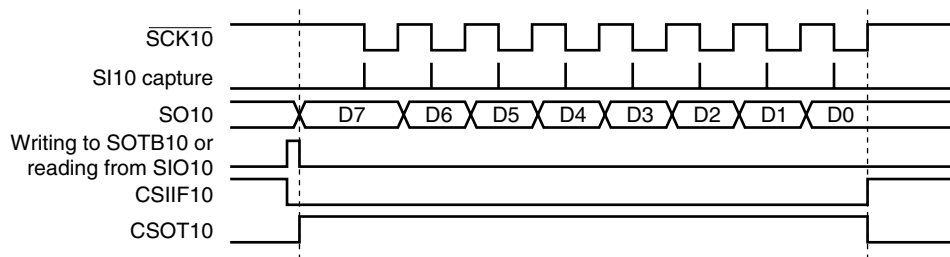 SCK10
SI10 capture
SO10 D7 D6 D5 D4 D3 D2 D1 D0
Writing to SOTB10 or
reading from SIO10
CSIIF10
CSOT10